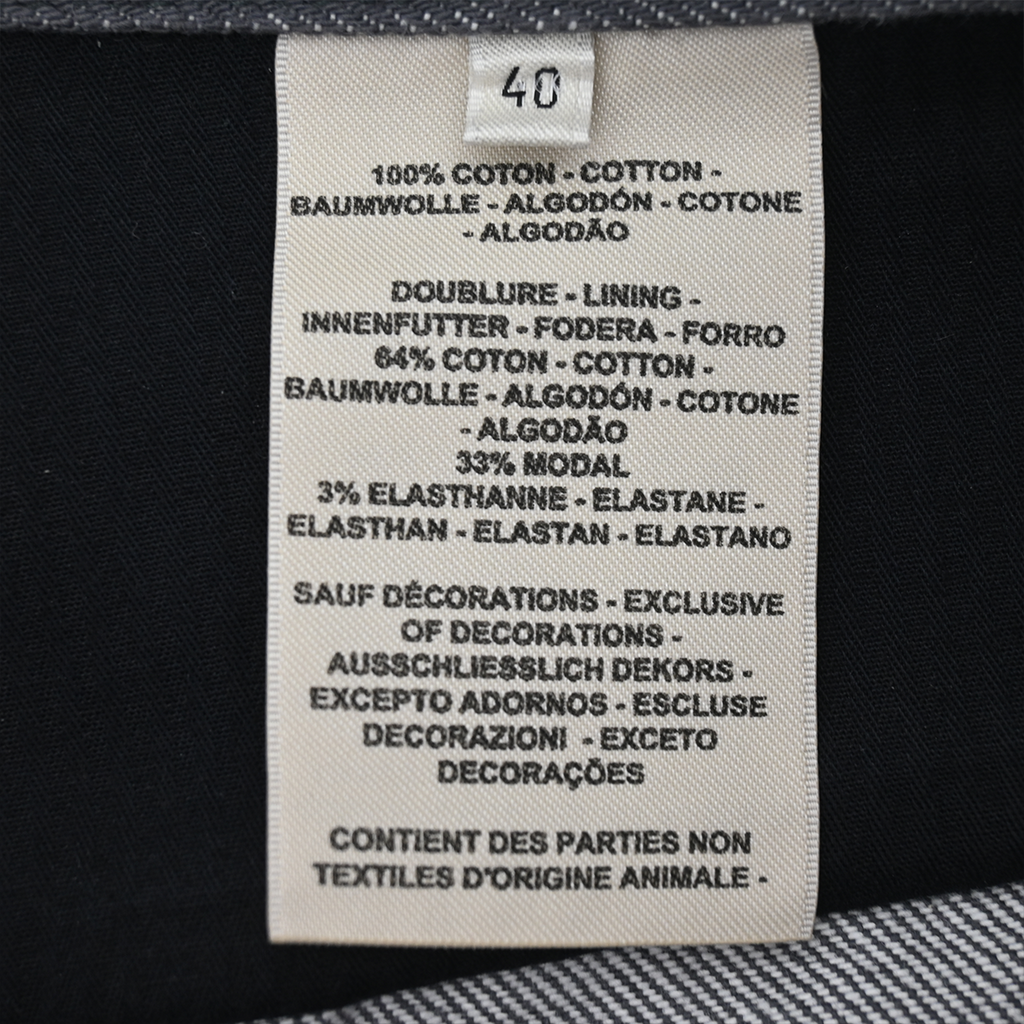 40
100% COTON - COTTON -
BAUMWOLLE - ALGODÓN - COTONE
- ALGODÃO
DOUBLURE - LINING -
INNENFUTTER - FODERA - FORRO
64% COTON - COTTON -
BAUMWOLLE - ALGODÓN - COTONE
- ALGODÃO
33% MODAL
3% ELASTHANNE - ELASTANE -
ELASTHAN - ELASTAN - ELASTANO
SAUF DÉCORATIONS - EXCLUSIVE
OF DECORATIONS -
AUSSCHLIESSLICH DEKORS -
EXCEPTO ADORNOS - ESCLUSE
DECORAZIONI - EXCETO
DECORAÇÕES
CONTIENT DES PARTIES NON
TEXTILES D'ORIGINE ANIMALE -